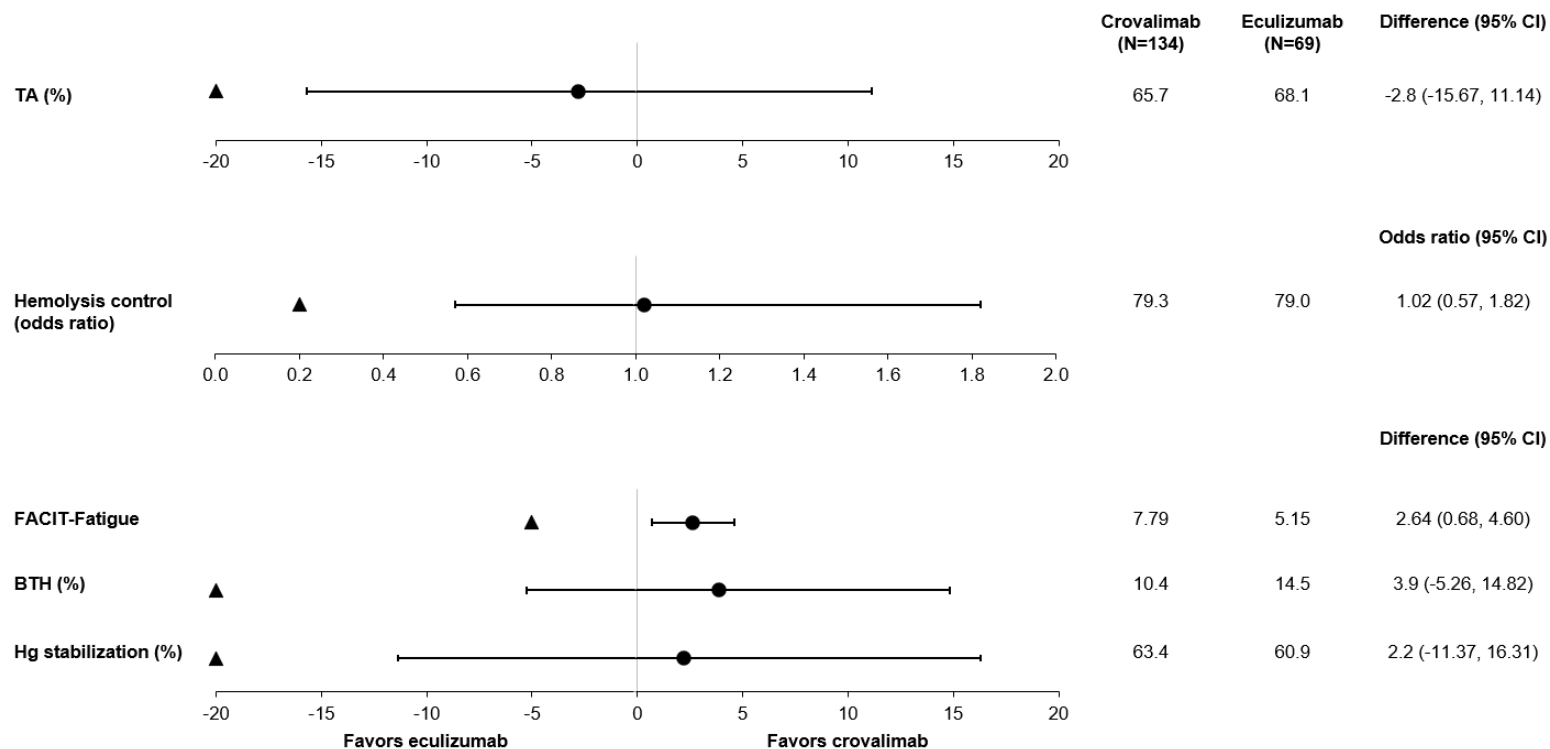 Crovalimab (N=134)
Eculizumab (N=69)
Difference (95% CI)
TA (%)
65.7
68.1
-2.8 (-15.67, 11.14)
-20 -15 -10 -5 0 5 10 15 20
Odds ratio (95% CI)
Hemolysis control
(odds ratio)
79.3
79.0
1.02 (0.57, 1.82)
0.0 0.2 0.4 0.6 0.8 1.0 1.2 1.4 1.6 1.8 2.0
Difference (95% CI)
FACIT-Fatigue
7.79
5.15
2.64 (0.68, 4.60)
BTH (%)
10.4
14.5
3.9 (-5.26, 14.82)
Hg stabilization (%)
63.4
60.9
2.2 (-11.37, 16.31)
-20 -15 -10 -5 0 5 10 15 20
Favors eculizumab
Favors crovalimab